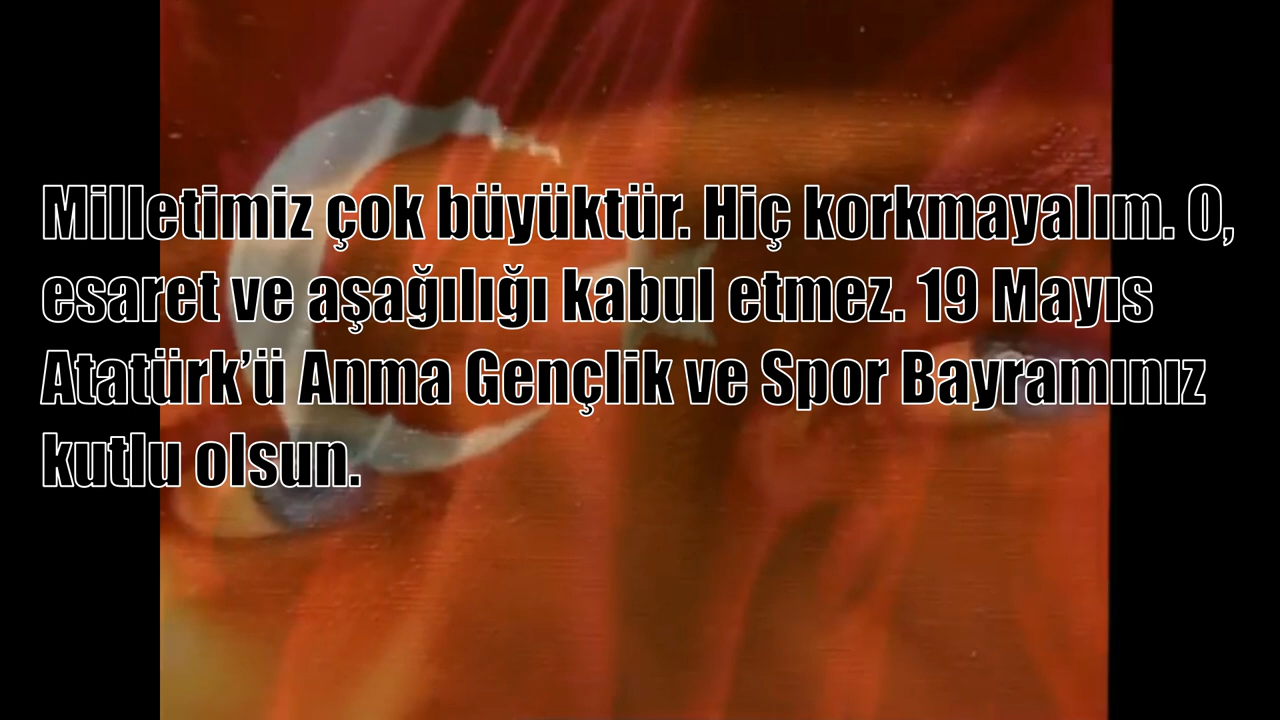 Milletimiz çok büyüktür. Hiç korkmayalım. O,
esaret ve aşağılığı kabul etmez. 19 Mayıs
Atatürk’ü Anma Gençlik ve Spor Bayramınız
kutlu olsun.